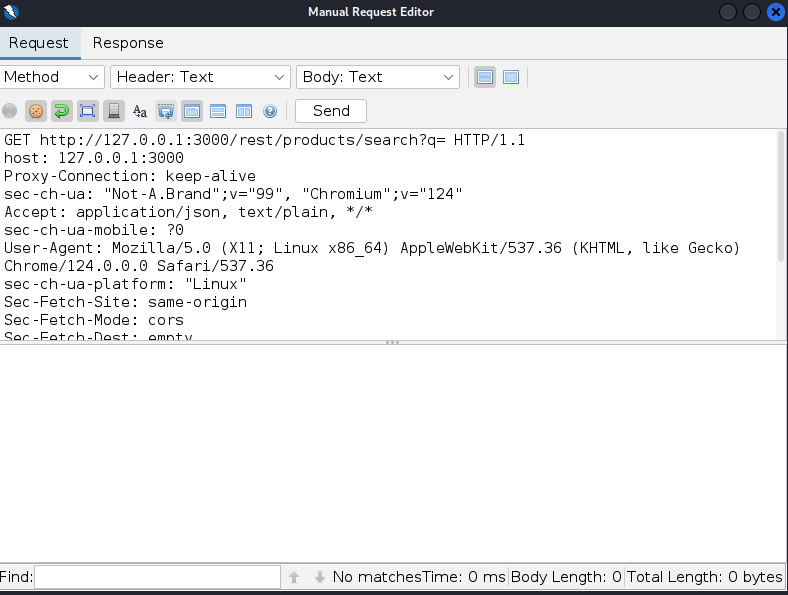 Manual Request Editor
Request Response
Method Header: Text Body: Text
Aa Send
GET http://127.0.0.1:3000/rest/products/search?q= HTTP/1.1
host: 127.0.0.1:3000
Proxy-Connection: keep-alive
sec-ch-ua: "Not-A.Brand";v="99", "Chromium";v="124"
Accept: application/json, text/plain, */*
sec-ch-ua-mobile: ?0
User-Agent: Mozilla/5.0 (X11; Linux x86_64) AppleWebKit/537.36 (KHTML, like Gecko)
Chrome/124.0.0.0 Safari/537.36
sec-ch-ua-platform: "Linux"
Sec-Fetch-Site: same-origin
Sec-Fetch-Mode: cors
Sec-Fetch-Dest: empty
Find: No matches Time: 0 ms Body Length: 0 Total Length: 0 bytes